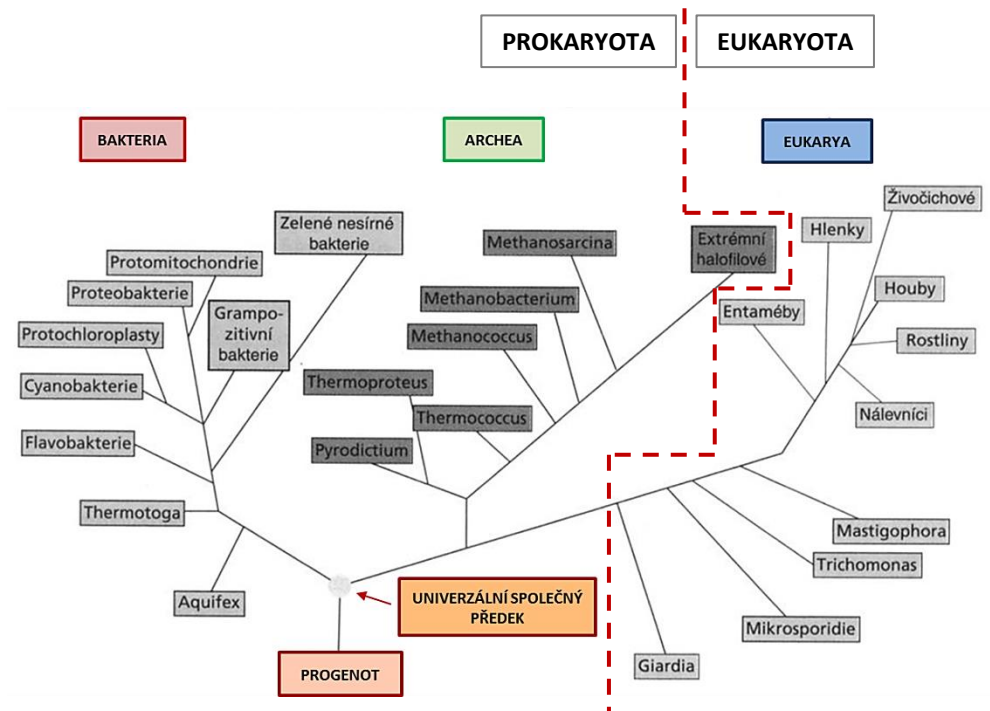 PROKARYOTA
EUKARYOTA
BAKTERIA
ARCHEA
EUKARYA
Zelené nesírné
bakterie
Protomitochondrie
Proteobakterie
Grampo-
zitivní
bakterie
Protochloroplasty
Cyanobakterie
Flavobakterie
Thermotoga
Aquifex
Methanosarcina
Extrémní
halofilové
Methanobacterium
Methanococcus
Thermoproteus
Thermococcus
Pyrodictium
Živočichové
Hlenky
Houby
Entaméby
Rostliny
Nálevníci
Mastigophora
Trichomonas
Mikrosporidie
Giardia
UNIVERZÁLNÍ SPOLEČNÝ
PŘEDEK
PROGENOT